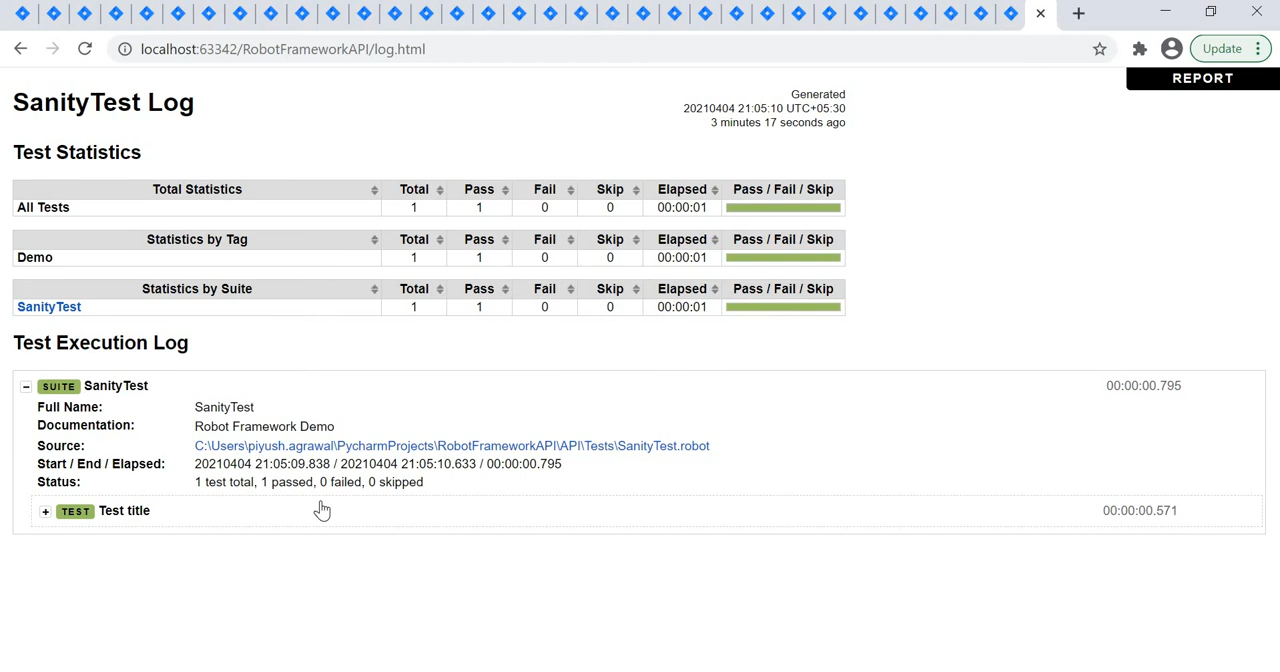 localhost:63342/RobotFrameworkAPI/log.html
Update
REPORT
SanityTest Log
Generated
20210404 21:05:10 UTC+05:30
3 minutes 17 seconds ago
Test Statistics
Total Statistics Total Pass Fail Skip Elapsed Pass / Fail / Skip
All Tests 1 1 0 0 00:00:01
Statistics by Tag Total Pass Fail Skip Elapsed Pass / Fail / Skip
Demo 1 1 0 0 00:00:01
Statistics by Suite Total Pass Fail Skip Elapsed Pass / Fail / Skip
SanityTest 1 1 0 0 00:00:01
Test Execution Log
SUITE SanityTest 00:00:00.795
Full Name: SanityTest
Documentation: Robot Framework Demo
Source: C:\Users\piyush.agrawal\PycharmProjects\RobotFrameworkAPI\API\Tests\SanityTest.robot
Start / End / Elapsed: 20210404 21:05:09.838 / 20210404 21:05:10.633 / 00:00:00.795
Status: 1 test total, 1 passed, 0 failed, 0 skipped
TEST Test title 00:00:00.571